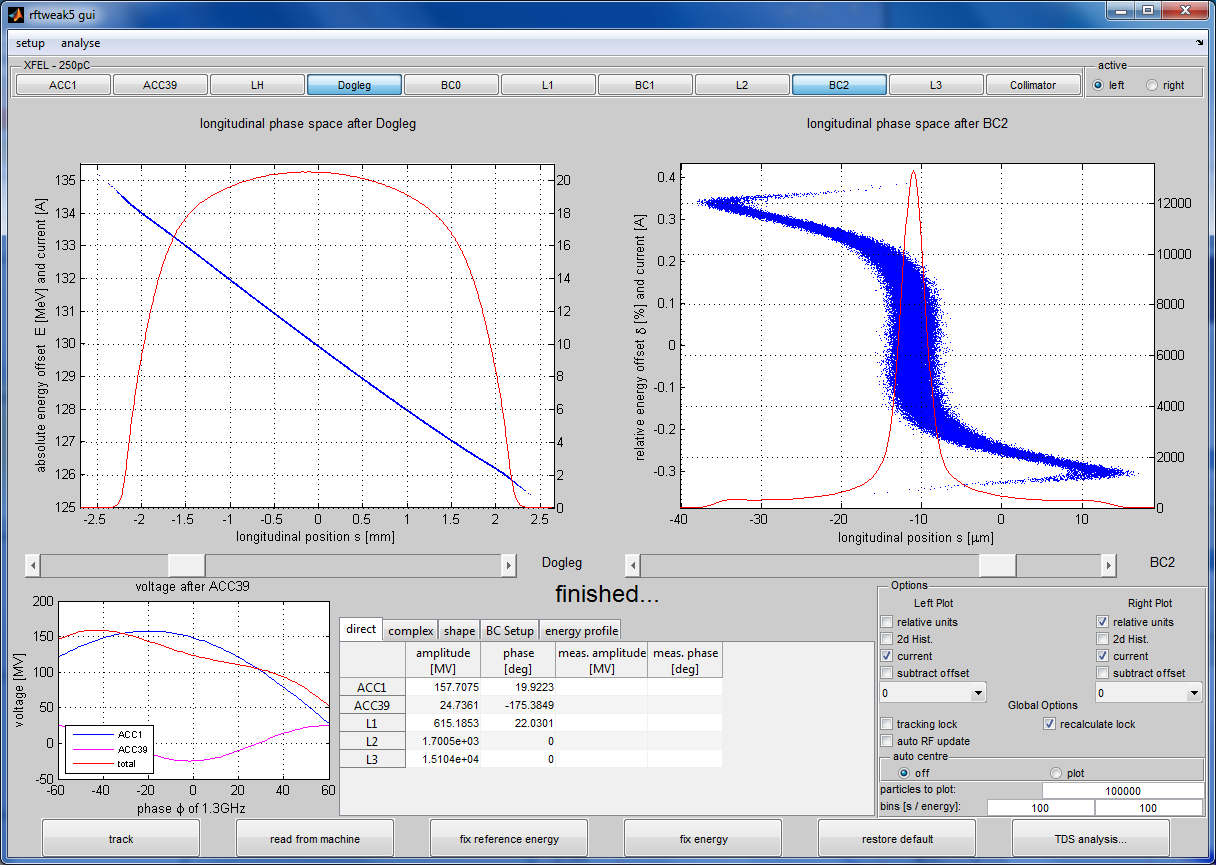 rftweak5 gui
setup analyse
XFEL - 250pC
active
ACC1 ACC39 LH Dogleg BC0 L1 BC1 L2 BC2 L3 Collimator left right
longitudinal phase space after Dogleg
absolute energy offset E [MeV] and current [A]
135
134
133
132
131
130
129
128
127
126
125
20
18
16
14
12
10
8
6
4
2
0
-2.5 -2 -1.5 -1 -0.5 0 0.5 1 1.5 2 2.5
longitudinal position s [mm]
longitudinal phase space after BC2
relative energy offset δ [%] and current [A]
0.4
0.3
0.2
0.1
0
-0.1
-0.2
-0.3
12000
10000
8000
6000
4000
2000
0
-40 -30 -20 -10 0 10
longitudinal position s [μm]
Dogleg
BC2
voltage after ACC39
voltage [MV]
200
150
100
50
0
-50
ACC1
ACC39
total
-60 -40 -20 0 20 40 60
phase ϕ of 1.3GHz
finished...
direct complex shape BC Setup energy profile
amplitude [MV] phase [deg] meas. amplitude [MV] meas. phase [deg]
ACC1 157.7075 19.9223
ACC39 24.7361 -175.3849
L1 615.1853 22.0301
L2 1.7005e+03 0
L3 1.5104e+04 0
Options
Left Plot Right Plot
relative units relative units
2d Hist. 2d Hist.
current current
subtract offset subtract offset
0 0
Global Options
tracking lock recalculate lock
auto RF update
auto centre
off plot
particles to plot: 100000
bins [s / energy]: 100 100
track read from machine fix reference energy fix energy restore default TDS analysis...